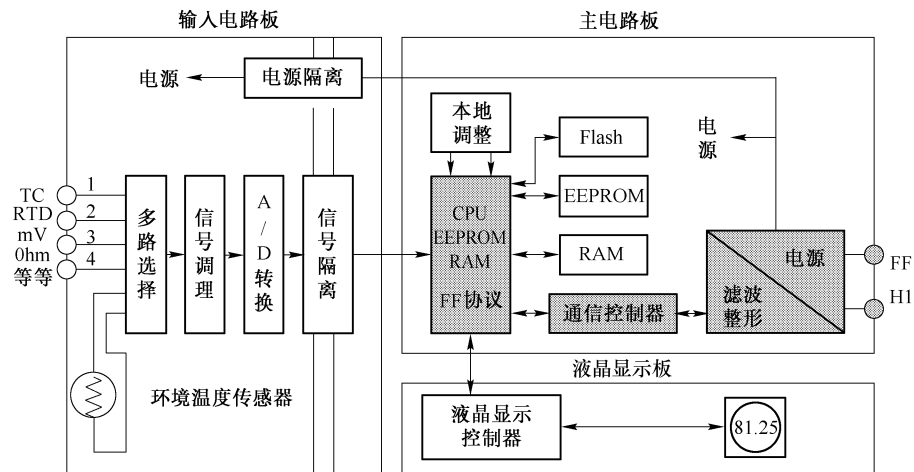 输入电路板
主电路板
电源
电源隔离
本地
调整
Flash
电
源
TC
RTD
mV
0hm
等等
1
2
3
4
多路选择
信号调理
A/D转换
信号隔离
CPU
EEPROM
RAM
FF协议
EEPROM
RAM
通信控制器
电源
滤波
整形
FF
H1
环境温度传感器
液晶显示板
液晶显示
控制器
81.25